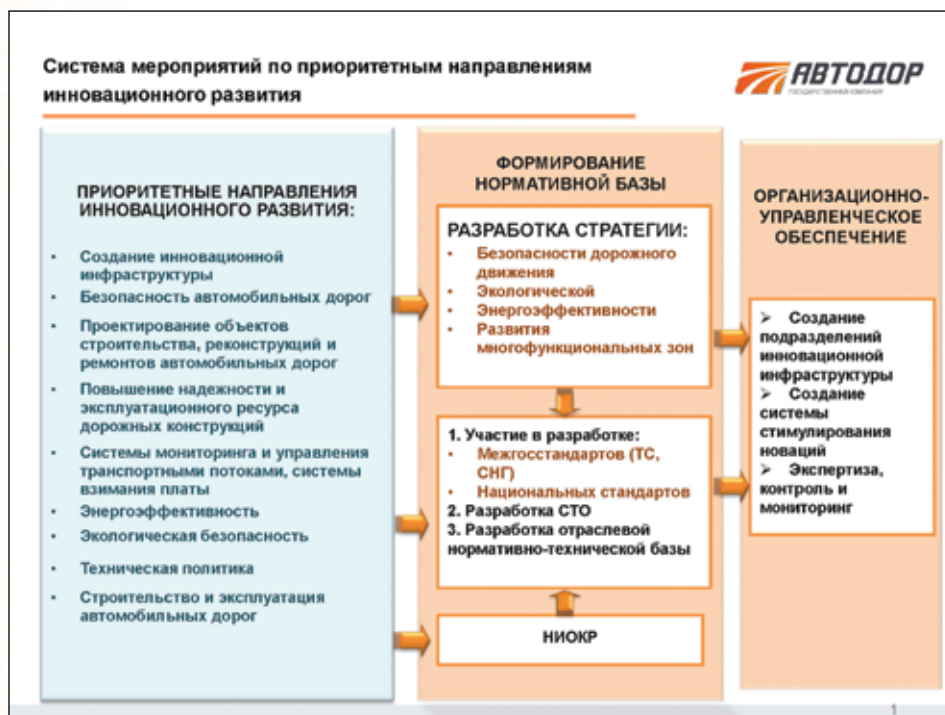 Система мероприятий по приоритетным направлениям
инновационного развития
АВТОДОР
ГОСУДАРСТВЕННАЯ КОМПАНИЯ
ПРИОРИТЕТНЫЕ НАПРАВЛЕНИЯ
ИННОВАЦИОННОГО РАЗВИТИЯ:
• Создание инновационной
инфраструктуры
• Безопасность автомобильных дорог
• Проектирование объектов
строительства, реконструкций и
ремонтов автомобильных дорог
• Повышение надежности и
эксплуатационного ресурса
дорожных конструкций
• Системы мониторинга и управления
транспортными потоками, системы
взимания платы
• Энергоэффективность
• Экологическая безопасность
• Техническая политика
• Строительство и эксплуатация
автомобильных дорог
ФОРМИРОВАНИЕ
НОРМАТИВНОЙ БАЗЫ
РАЗРАБОТКА СТРАТЕГИИ:
• Безопасности дорожного
движения
• Экологической
• Энергоэффективности
• Развития
многофункциональных зон
1. Участие в разработке:
• Межгосстандартов (ТС,
СНГ)
• Национальных стандартов
2. Разработка СТО
3. Разработка отраслевой
нормативно-технической базы
НИОКР
ОРГАНИЗАЦИОННО-
УПРАВЛЕНЧЕСКОЕ
ОБЕСПЕЧЕНИЕ
➢ Создание
подразделений
инновационной
инфраструктуры
➢ Создание
системы
стимулирования
новаций
➢ Экспертиза,
контроль и
мониторинг
1